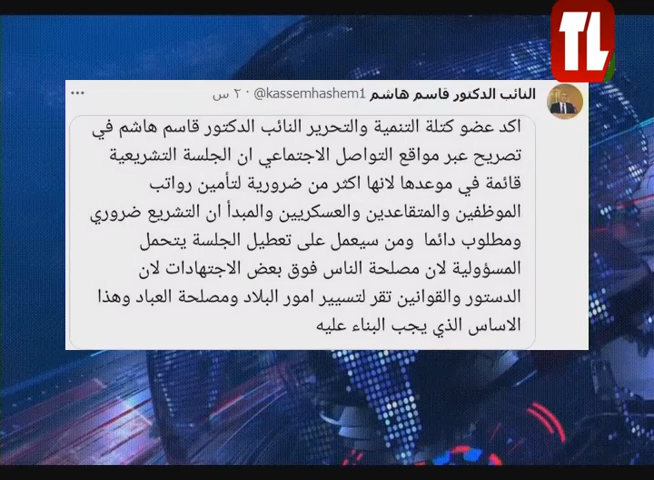 TL
النائب الدكتور قاسم هاشم @kassemhashem1 · ٢ س
اكد عضو كتلة التنمية والتحرير النائب الدكتور قاسم هاشم في
تصريح عبر مواقع التواصل الاجتماعي ان الجلسة التشريعية
قائمة في موعدها لانها اكثر من ضرورية لتأمين رواتب
الموظفين والمتقاعدين والعسكريين والمبدأ ان التشريع ضروري
ومطلوب دائما ومن سيعمل على تعطيل الجلسة يتحمل
المسؤولية لان مصلحة الناس فوق بعض الاجتهادات لان
الدستور والقوانين تقر لتسيير امور البلاد ومصلحة العباد وهذا
الاساس الذي يجب البناء عليه